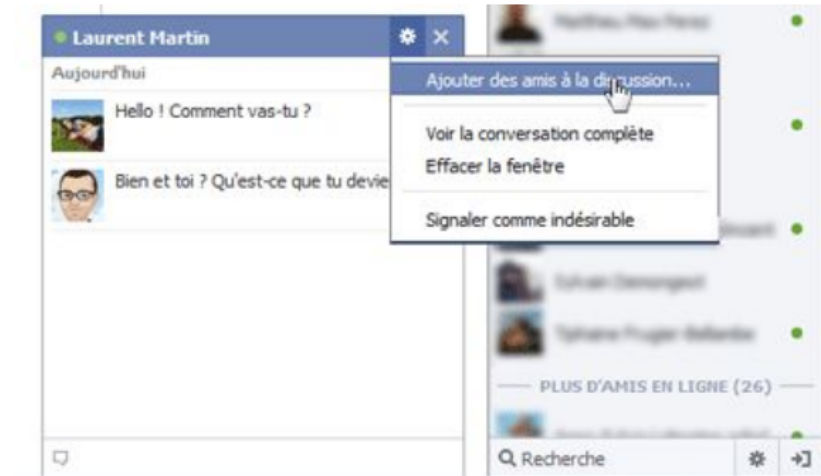 Laurent Martin
Aujourd'hui
Hello ! Comment vas-tu ?
Bien et toi ? Qu'est-ce que tu devie
Ajouter des amis à la discussion...
Voir la conversation complète
Effacer la fenêtre
Signaler comme indésirable
PLUS D'AMIS EN LIGNE (26)
Recherche